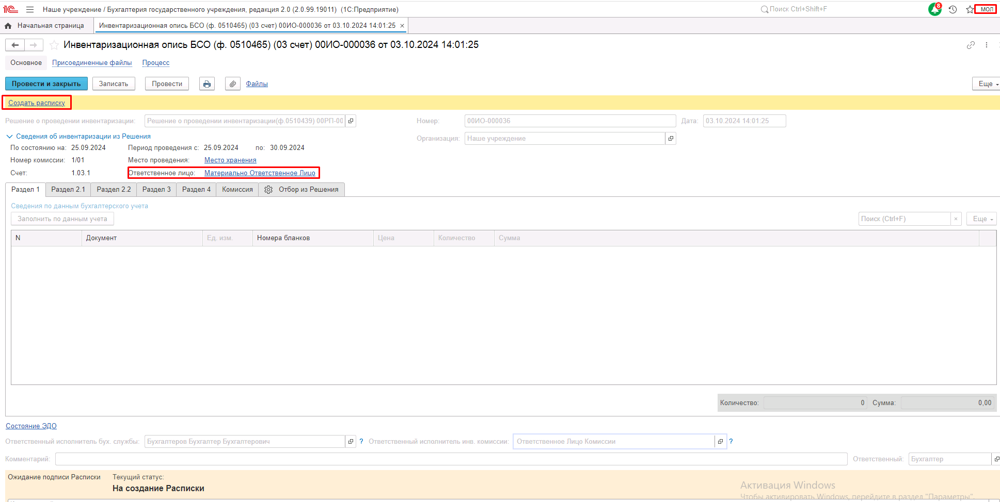 1С Наше учреждение / Бухгалтерия государственного учреждения, редакция 2.0 (2.0.99.19011) (1С:Предприятие) Поиск Ctrl+Shift+F 8 мол
Начальная страница Инвентаризационная опись БСО (ф. 0510465) (03 счет) 00ИО-000036 от 03.10.2024 14:01:25 ×
Инвентаризационная опись БСО (ф. 0510465) (03 счет) 00ИО-000036 от 03.10.2024 14:01:25
Основное Присоединенные файлы Процесс
Провести и закрыть Записать Провести Файлы Еще
Создать расписку
Решение о проведении инвентаризации: Решение о проведении инвентаризации(ф.0510439) 00РП-00 Номер: 00ИО-000036 Дата: 03.10.2024 14:01:25
Сведения об инвентаризации из Решения Организация: Наше учреждение
По состоянию на: 25.09.2024 Период проведения с: 25.09.2024 по: 30.09.2024
Номер комиссии: 1/01 Место проведения: Место хранения
Счет: 1.03.1 Ответственное лицо: Материально Ответственное Лицо
Раздел 1 Раздел 2.1 Раздел 2.2 Раздел 3 Раздел 4 Комиссия Отбор из Решения
Сведения по данным бухгалтерского учета
Заполнить по данным учета Поиск (Ctrl+F) × Еще
N Документ Ед. изм. Номера бланков Цена Количество Сумма
Количество: 0 Сумма: 0,00
Состояние ЭДО
Ответственный исполнитель бух. службы: Бухгалтеров Бухгалтер Бухгалтерович ? Ответственный исполнитель инв. комиссии: Ответственное Лицо Комиссии ?
Комментарий: Ответственный: Бухгалтер
Ожидание подписи Расписки Текущий статус:
На создание Расписки
Активация Windows
Чтобы активировать Windows, перейдите в раздел "Параметры".